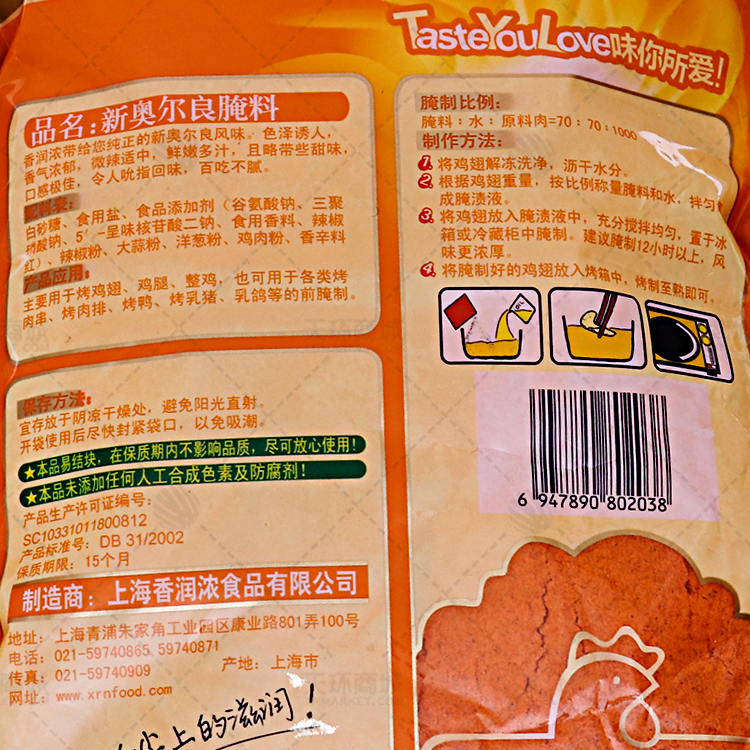 TasteYouLove味你所爱!
品名:新奥尔良腌料
香润浓带给您纯正的新奥尔良风味。色泽诱人,
香气浓郁,微辣适中,鲜嫩多汁,且略带些甜味,
口感极佳,令人吮指回味,百吃不腻。
白砂糖、食用盐、食品添加剂(谷氨酸钠、三聚
磷酸钠、5'-呈味核苷酸二钠、食用香料、辣椒
红)、辣椒粉、大蒜粉、洋葱粉、鸡肉粉、香辛料
产品应用:
主要用于烤鸡翅、鸡腿、整鸡,也可用于各类烤
肉串、烤肉排、烤鸭、烤乳猪、乳鸽等的前腌制。
保存方法:
宜存放于阴凉干燥处,避免阳光直射。
开袋使用后尽快封紧袋口,以免吸潮。
★本品易结块,在保质期内不影响品质,尽可放心使用!
★本品未添加任何人工合成色素及防腐剂!
产品生产许可证编号:
SC10331011800812
产品标准号:DB 31/2002
保质期限:15个月
制造商:上海香润浓食品有限公司
地址:上海青浦朱家角工业园区康业路801弄100号
电话:021-59740865 59740871
传真:021-59740909 产地:上海市
网址:www.xrnfood.com
尖上的滋润!
腌制比例:
腌料:水:原料肉=70:70:1000
制作方法:
1.将鸡翅解冻洗净,沥干水分。
2.根据鸡翅重量,按比例称量腌料和水,拌匀
成腌渍液。
3.将鸡翅放入腌渍液中,充分搅拌均匀,置于冰
箱或冷藏柜中腌制。建议腌制12小时以上,风
味更浓厚。
4.将腌制好的鸡翅放入烤箱中,烤制至熟即可。
6 947890 802038